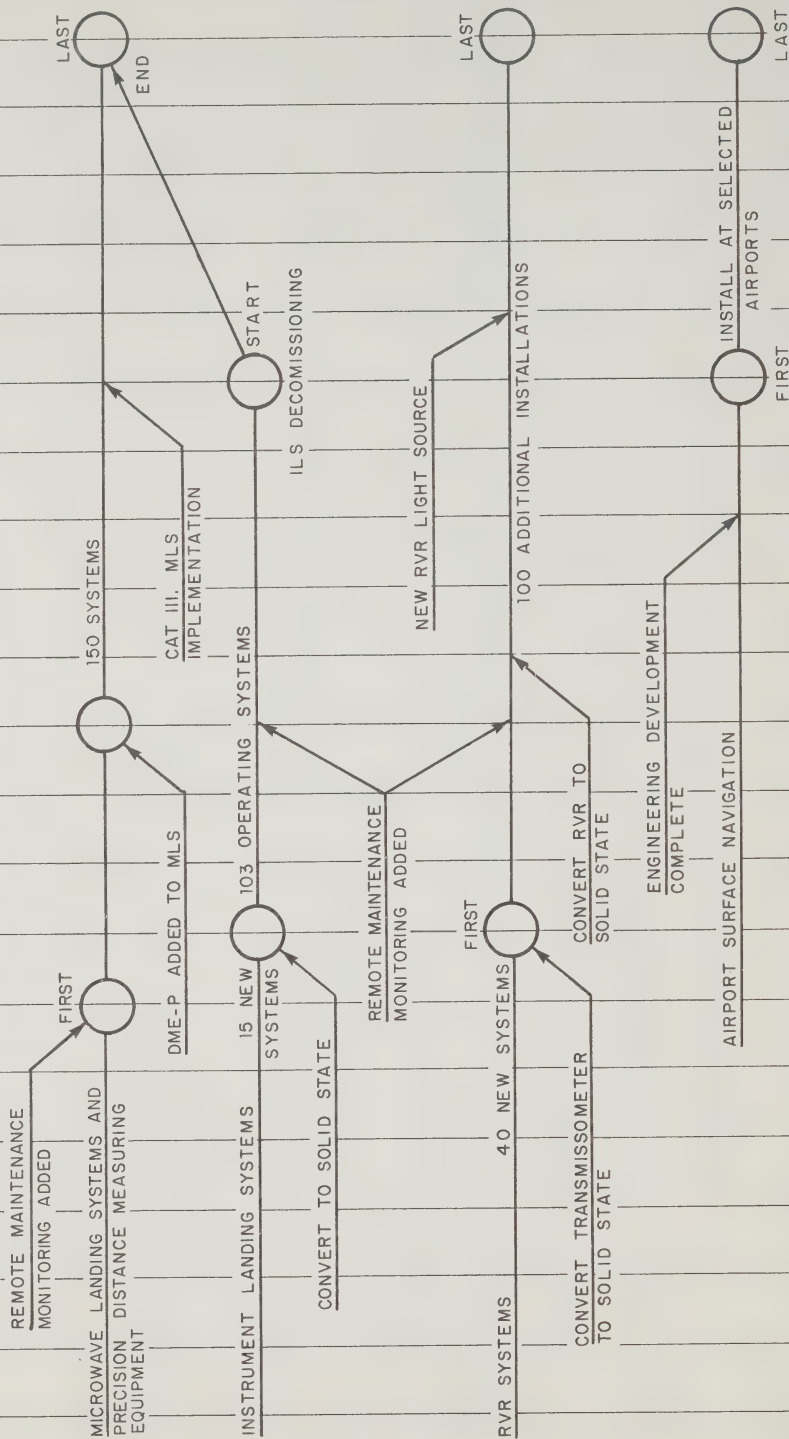 REMOTE MAINTENANCE
MONITORING ADDED
MICROWAVE LANDING SYSTEMS AND
PRECISION DISTANCE MEASURING
EQUIPMENT
FIRST
DME-P ADDED TO MLS
150 SYSTEMS
CAT III. MLS
IMPLEMENTATION
LAST
END
INSTRUMENT LANDING SYSTEMS
15 NEW
SYSTEMS
103 OPERATING SYSTEMS
START
ILS DECOMISSIONING
CONVERT TO SOLID STATE
REMOTE MAINTENANCE
MONITORING ADDED
NEW RVR LIGHT SOURCE
RVR SYSTEMS
40 NEW SYSTEMS
FIRST
100 ADDITIONAL INSTALLATIONS
LAST
CONVERT TRANSMISSOMETER
TO SOLID STATE
CONVERT RVR TO
SOLID STATE
ENGINEERING DEVELOPMENT
COMPLETE
AIRPORT SURFACE NAVIGATION
FIRST
INSTALL AT SELECTED
AIRPORTS
LAST